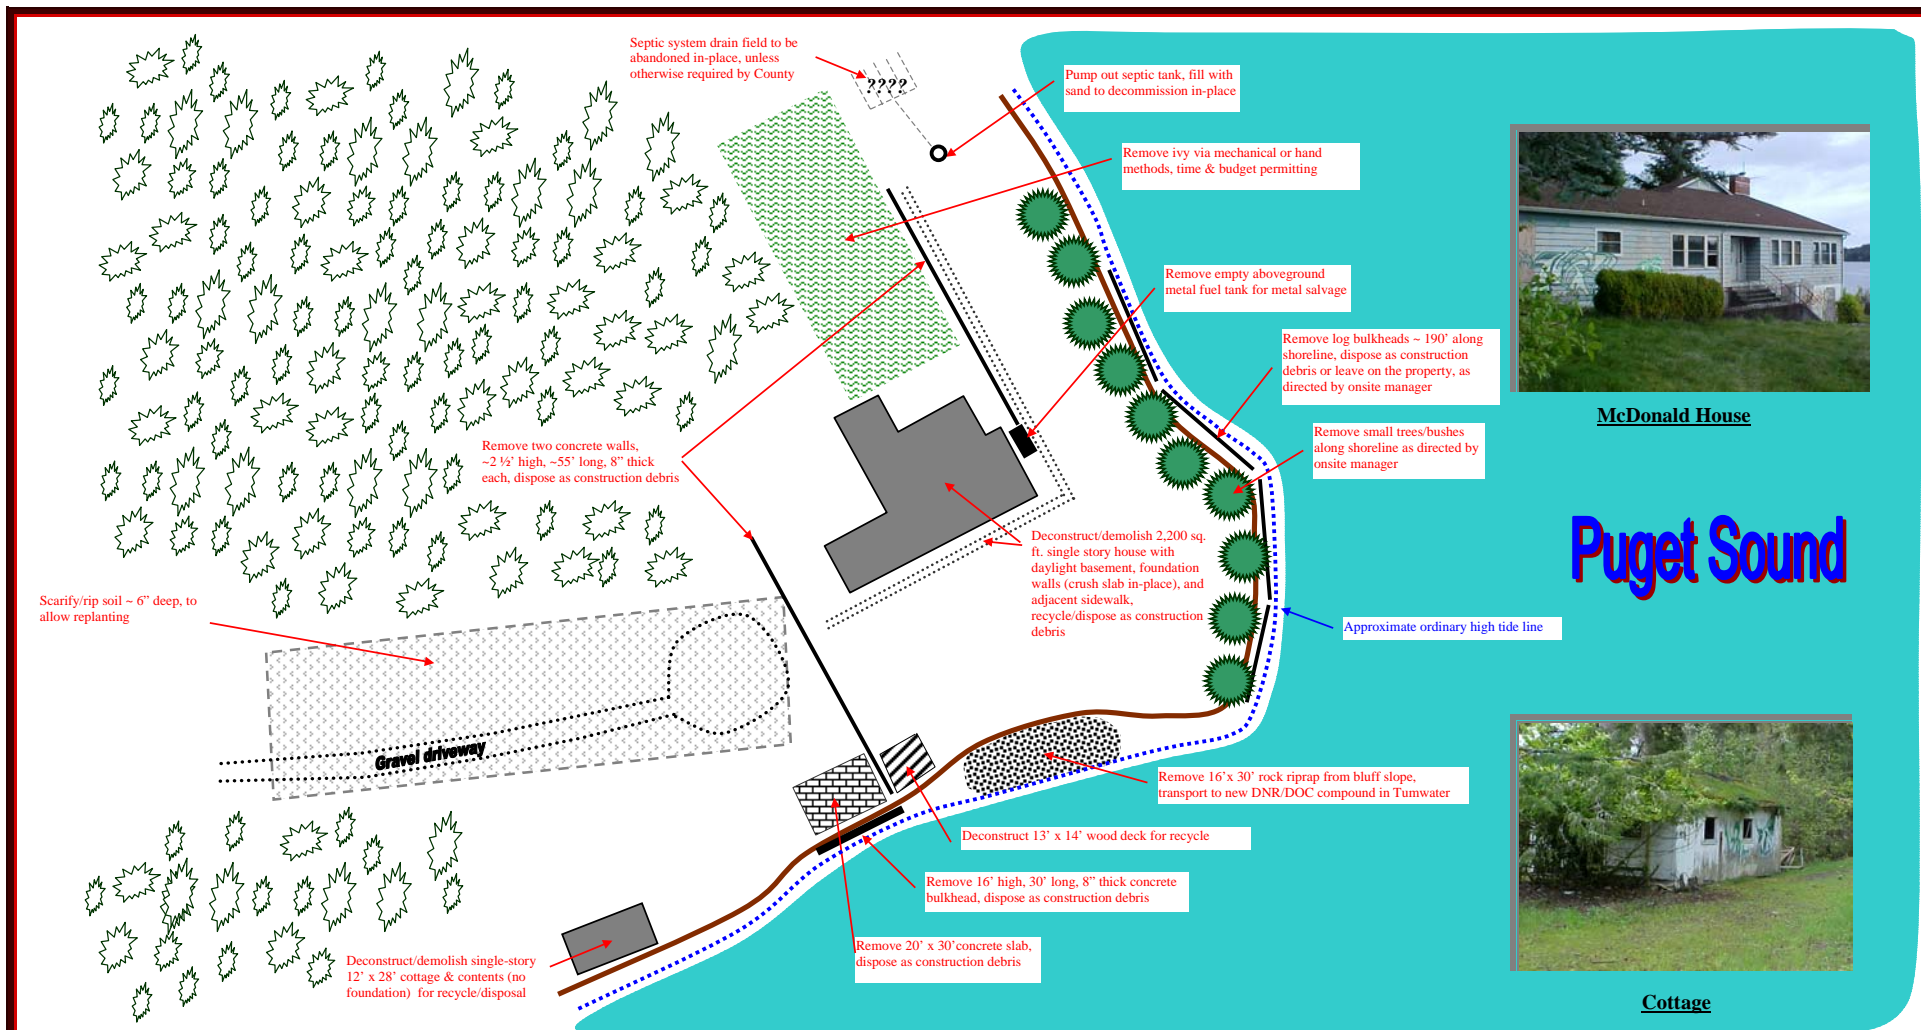 Septic system drain field to be
abandoned in-place, unless
otherwise required by County
????
Pump out septic tank, fill with
sand to decommission in-place
Remove ivy via mechanical or hand
methods, time & budget permitting
Remove empty aboveground
metal fuel tank for metal salvage
Remove log bulkheads ~ 190’ along
shoreline, dispose as construction
debris or leave on the property, as
directed by onsite manager
McDonald House
Remove small trees/bushes
along shoreline as directed by
onsite manager
Remove two concrete walls,
~2 ½’ high, ~55’ long, 8” thick
each, dispose as construction debris
Puget Sound
Deconstruct/demolish 2,200 sq.
ft. single story house with
daylight basement, foundation
walls (crush slab in-place), and
adjacent sidewalk,
recycle/dispose as construction
debris
Scarify/rip soil ~ 6” deep, to
allow replanting
Approximate ordinary high tide line
Gravel driveway
Remove 16’x 30’ rock riprap from bluff slope,
transport to new DNR/DOC compound in Tumwater
Deconstruct 13’ x 14’ wood deck for recycle
Remove 16’ high, 30’ long, 8” thick concrete
bulkhead, dispose as construction debris
Remove 20’ x 30’concrete slab,
dispose as construction debris
Deconstruct/demolish single-story
12’ x 28’ cottage & contents (no
foundation) for recycle/disposal
Cottage